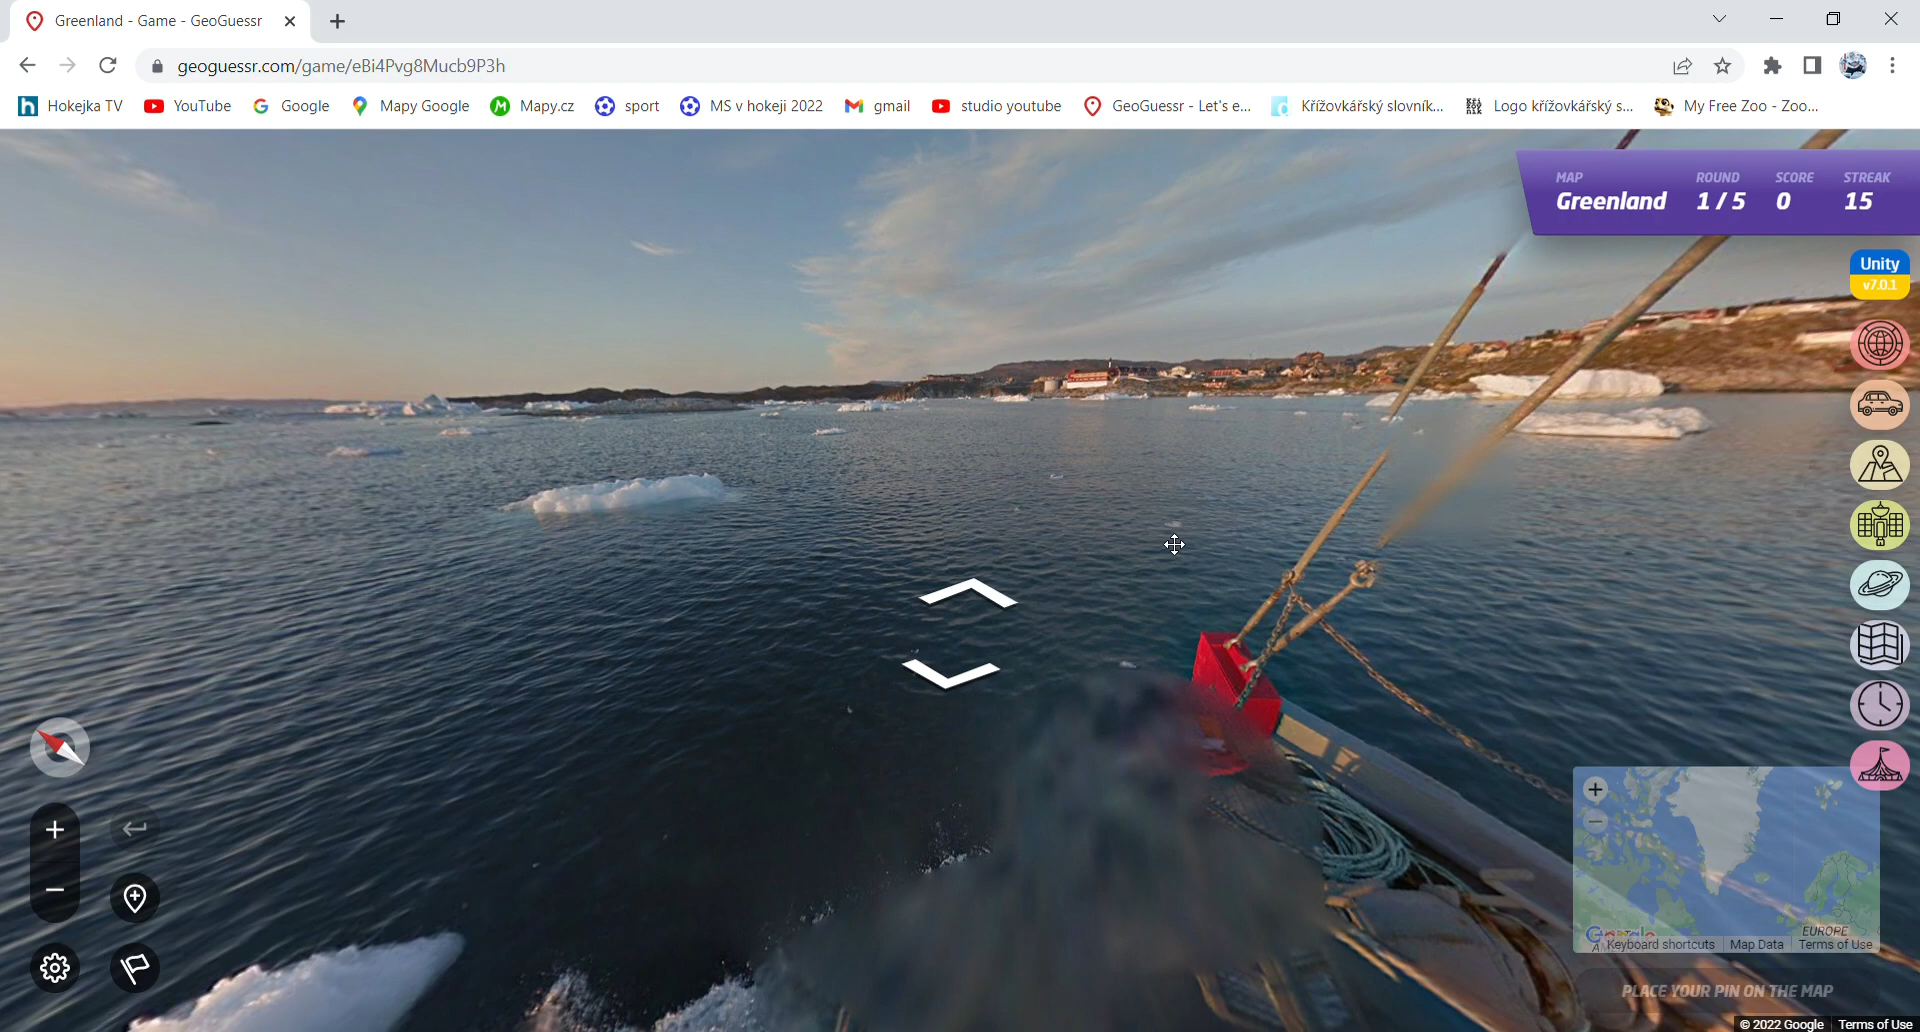 Greenland - Game - GeoGuessr
geoguessr.com/game/eBi4Pvg8Mucb9P3h
Hokejka TV
YouTube
Google
Mapy Google
Mapy.cz
sport
MS v hokeji 2022
gmail
studio youtube
GeoGuessr - Let's e...
Křížovkářský slovník...
Logo křížovkářský s...
My Free Zoo - Zoo...
MAP ROUND SCORE STREAK
Greenland 1 / 5 0 15
Unity
v7.0.1
EUROPE
Google
Keyboard shortcuts Map Data Terms of Use
PLACE YOUR PIN ON THE MAP
© 2022 Google Terms of Use